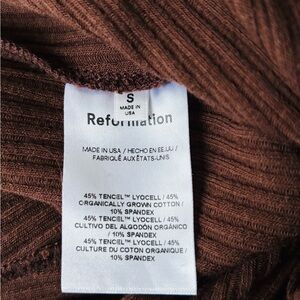 S
MADE IN
USA
Reformation
MADE IN USA / HECHO EN EE.UU /
FABRIQUÉ AUX ÉTATS-UNIS
45% TENCEL™ LYOCELL / 45%
ORGANICALLY GROWN COTTON /
10% SPANDEX
45% TENCEL™ LYOCELL / 45%
CULTIVO DEL ALGODÓN ORGÁNICO
/ 10% SPANDEX
45% TENCEL™ LYOCELL / 45%
CULTURE DU COTON ORGANIQUE /
10% SPANDEX